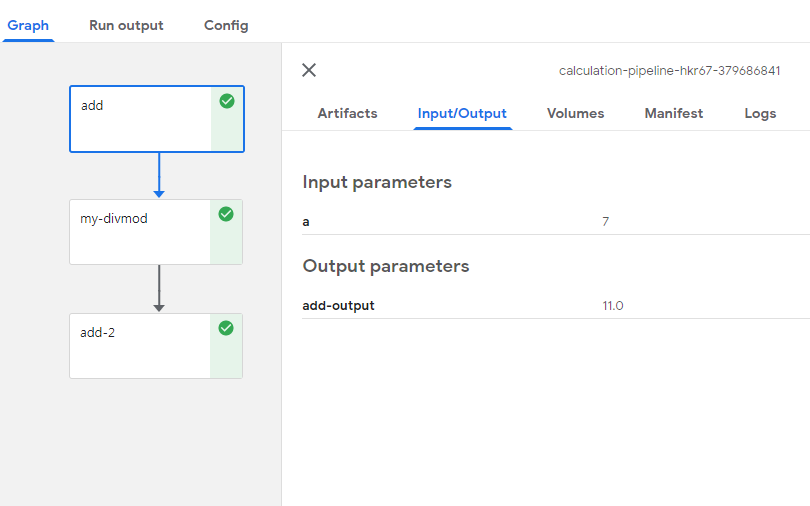 Graph Run output Config
add
my-divmod
add-2
calculation-pipeline-hkr67-379686841
Artifacts Input/Output Volumes Manifest Logs
Input parameters
a 7
Output parameters
add-output 11.0